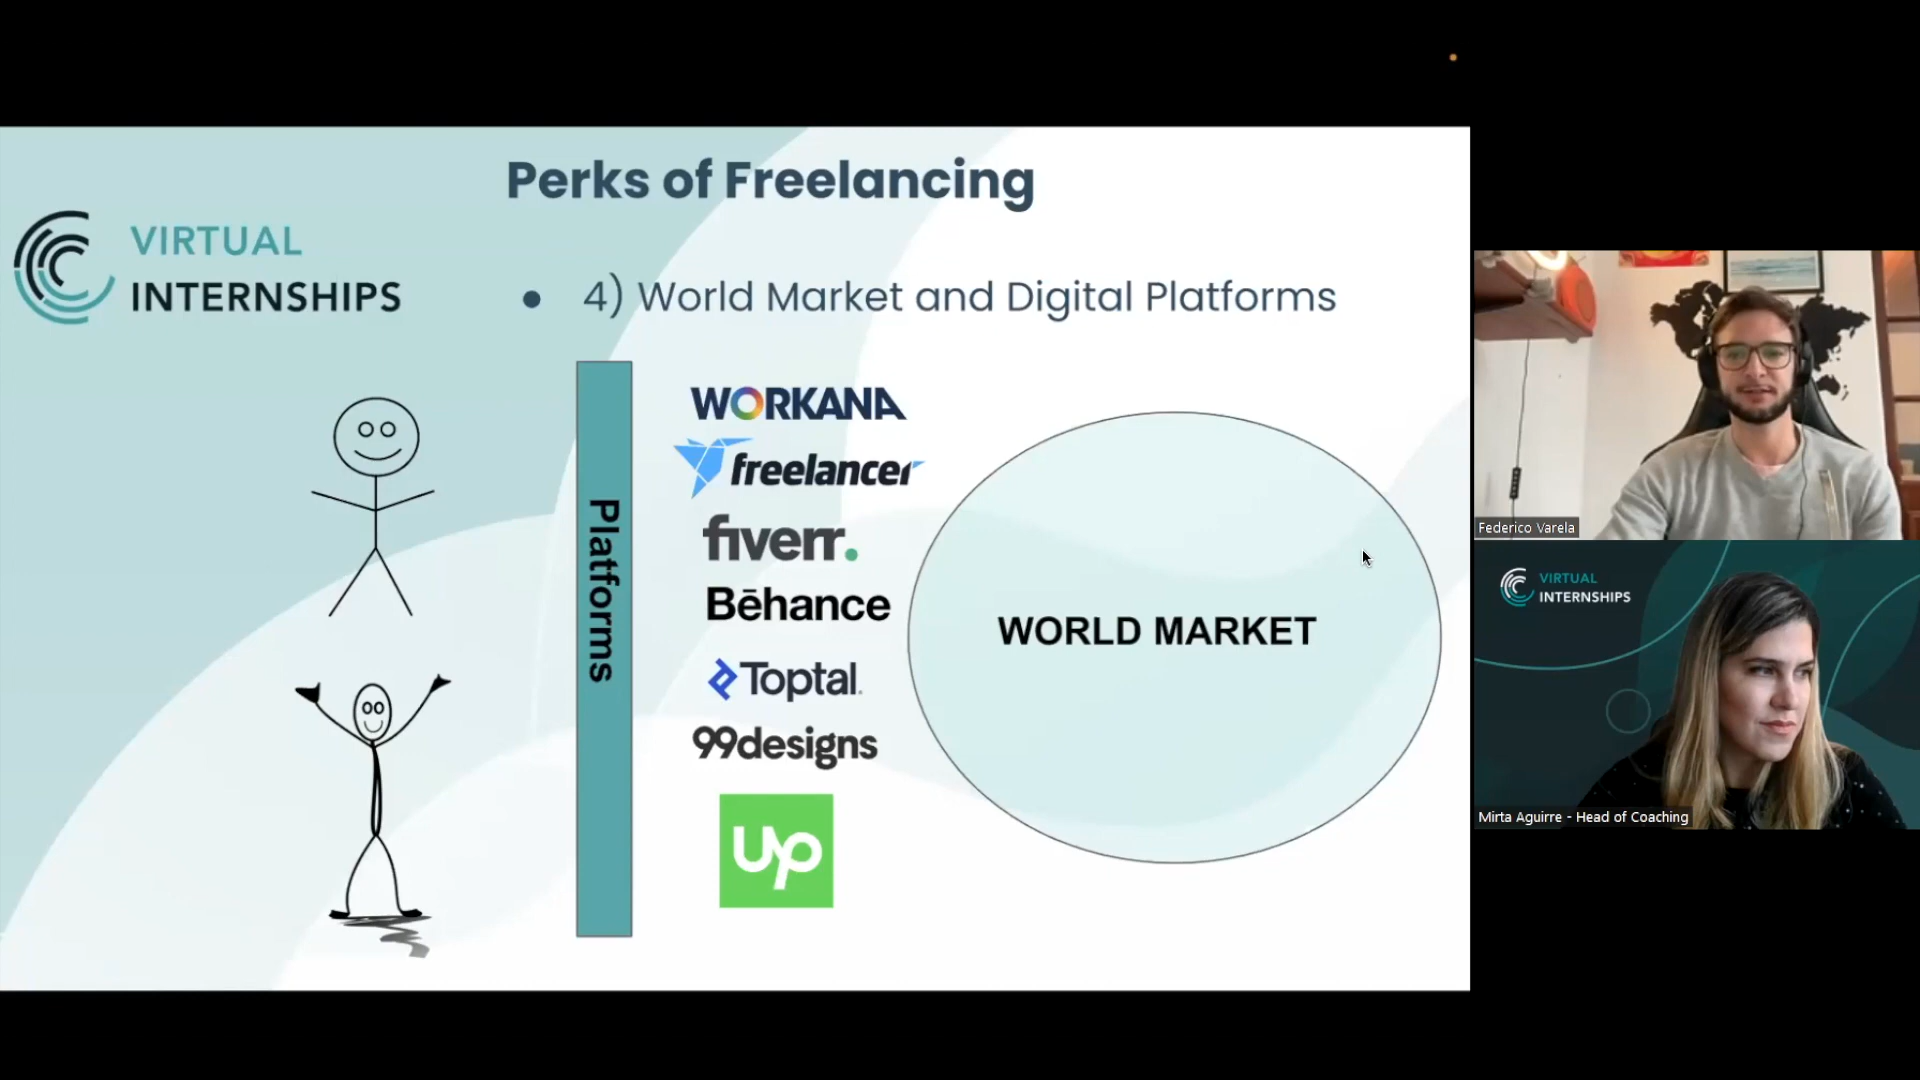 Perks of Freelancing
VIRTUAL
INTERNSHIPS
4) World Market and Digital Platforms
Platforms
WORKANA
freelancer
fiverr.
Bēhance
Toptal.
99designs
up
WORLD MARKET
Federico Varela
VIRTUAL
INTERNSHIPS
Mirta Aguirre - Head of Coaching